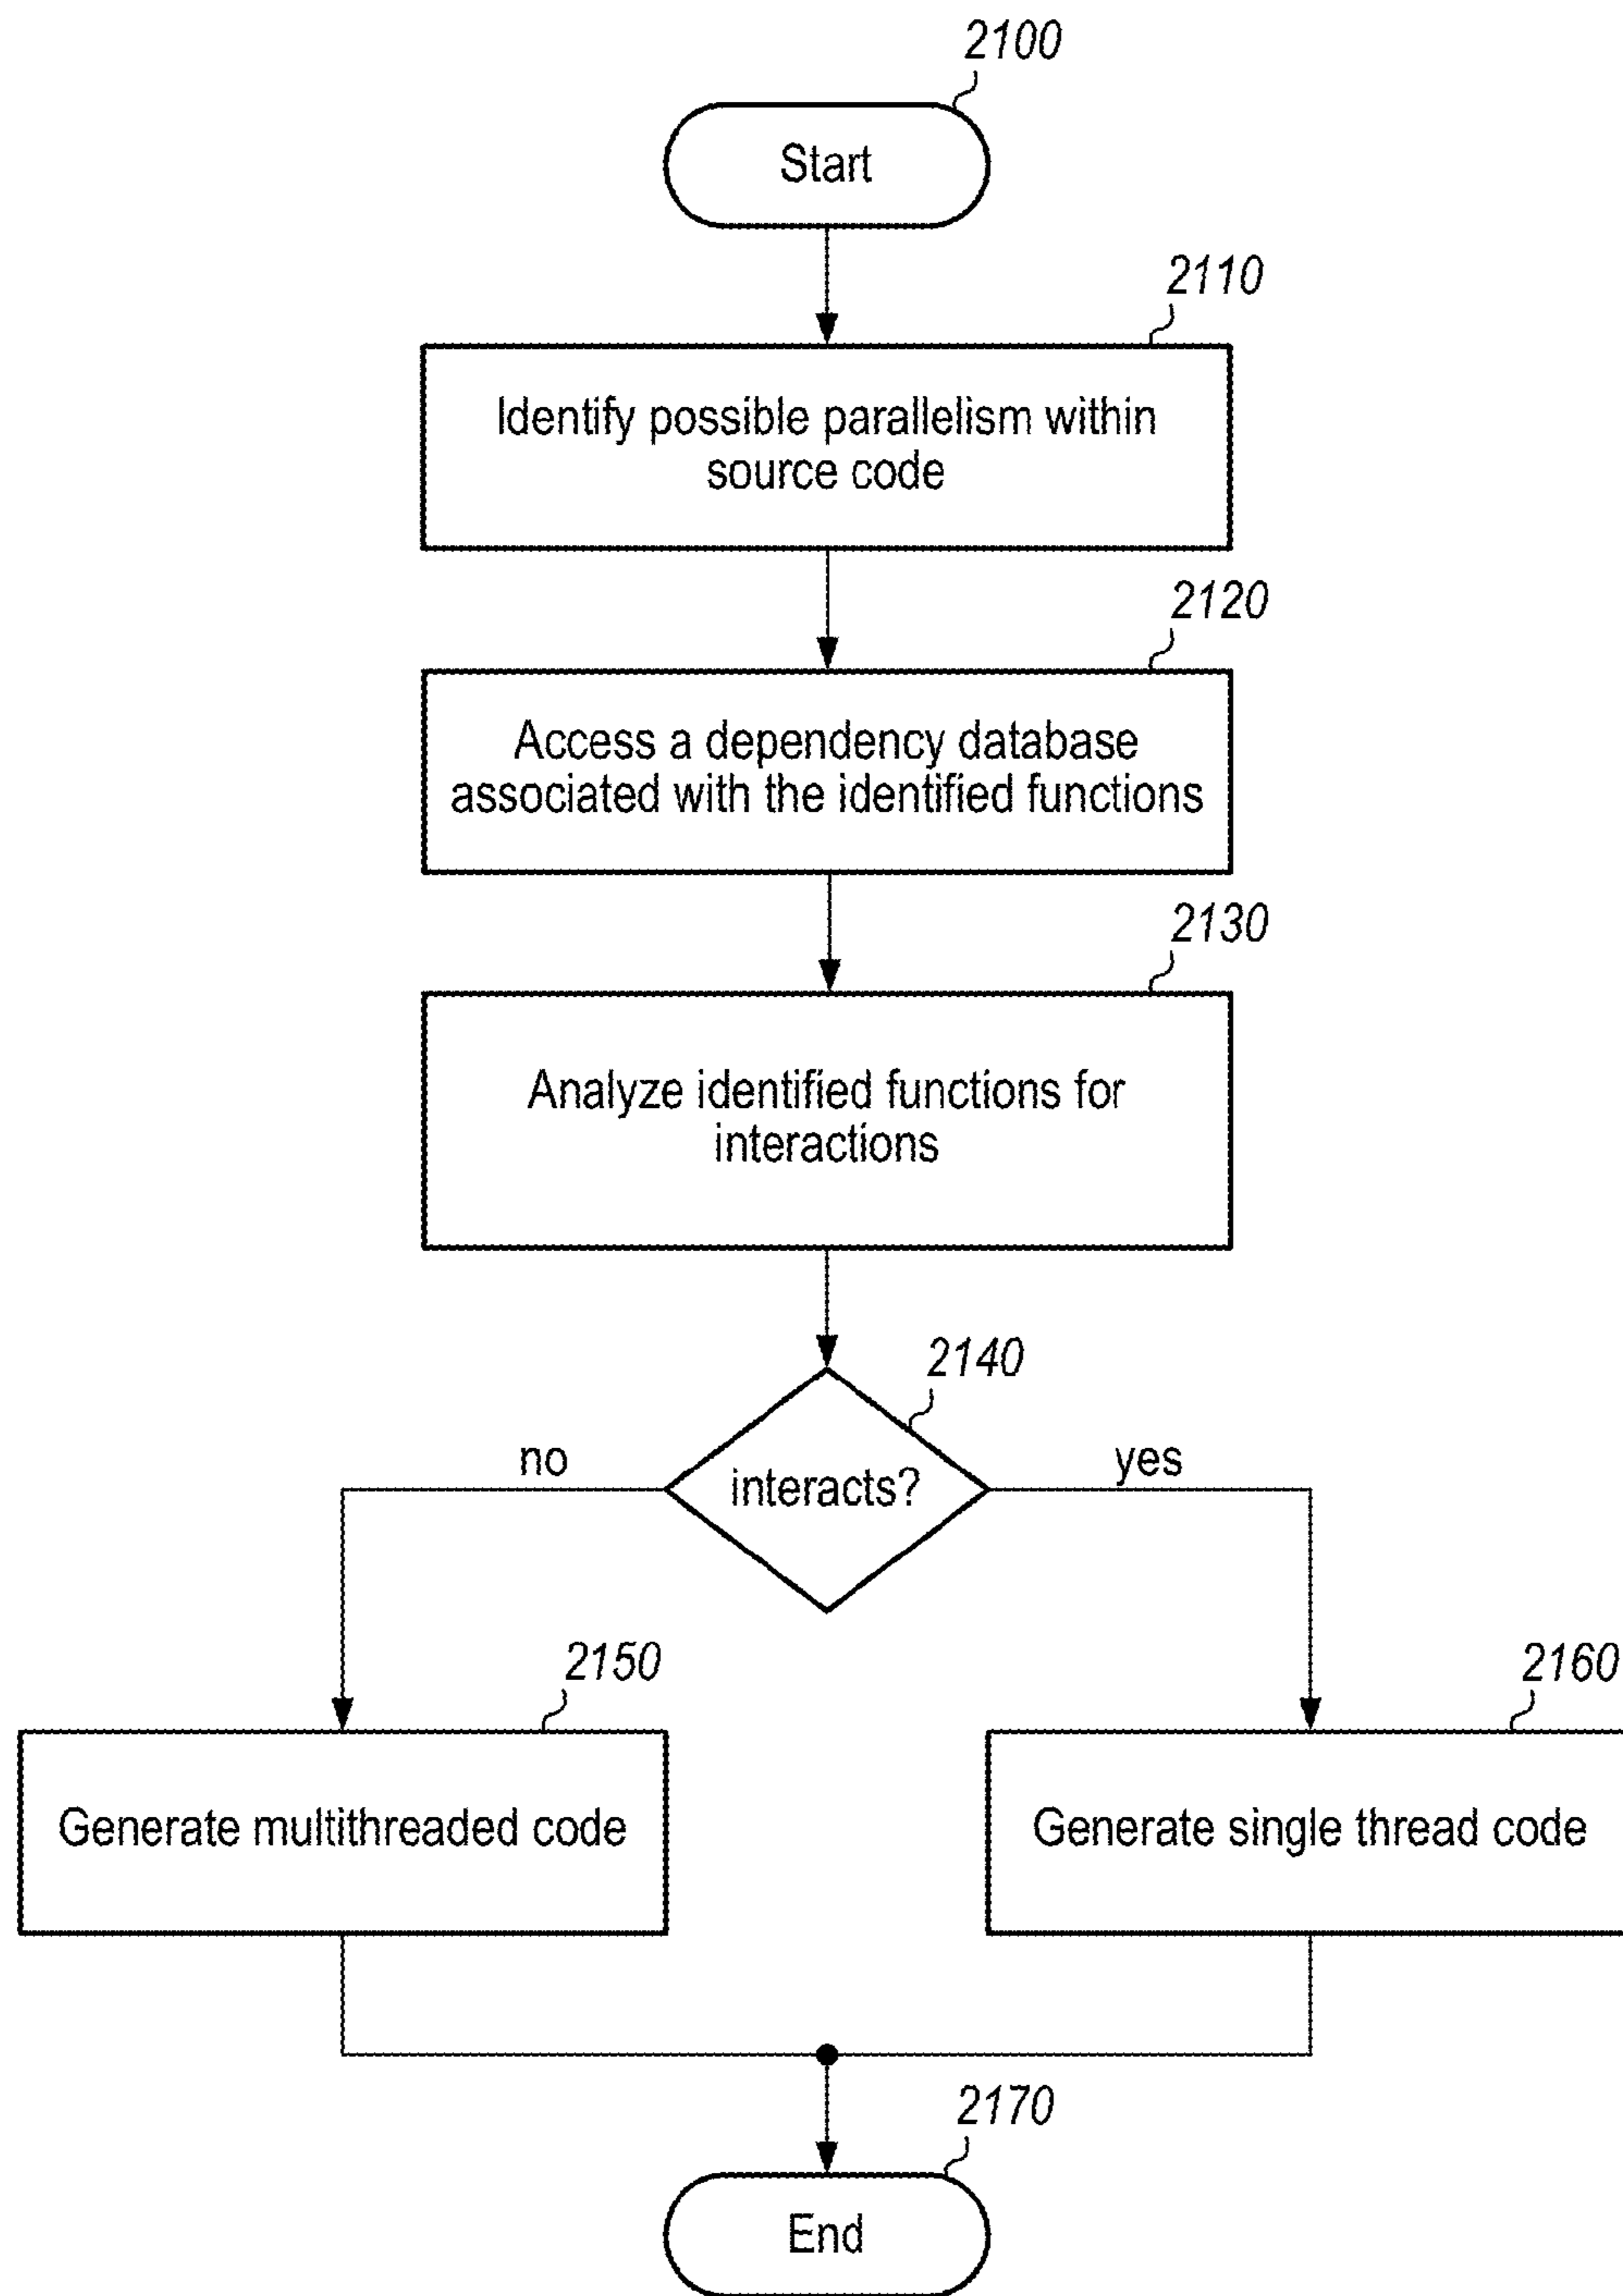 2100
Start
2110
Identify possible parallelism within
source code
2120
Access a dependency database
associated with the identified functions
2130
Analyze identified functions for
interactions
2140
no
interacts?
yes
2150
2160
Generate multithreaded code
Generate single thread code
2170
End